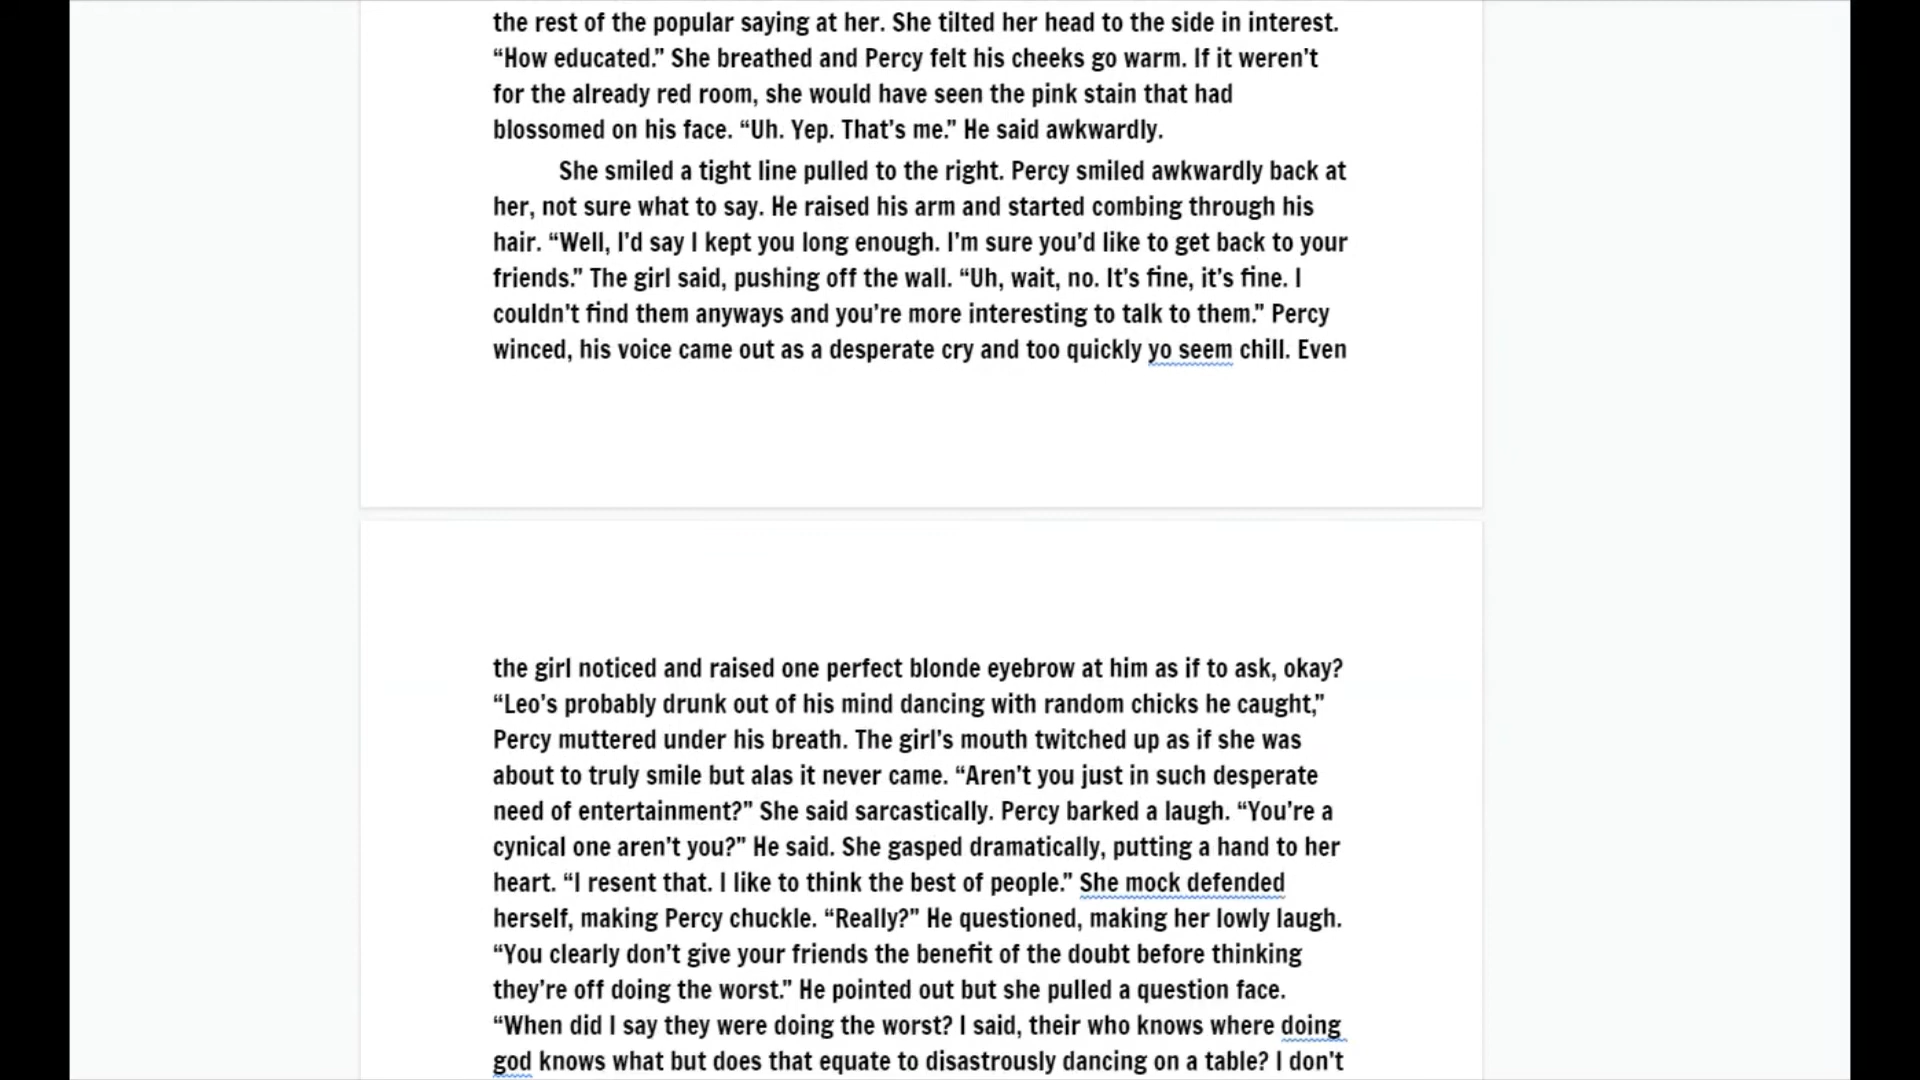 the rest of the popular saying at her. She tilted her head to the side in interest.
“How educated.” She breathed and Percy felt his cheeks go warm. If it weren’t
for the already red room, she would have seen the pink stain that had
blossomed on his face. “Uh. Yep. That’s me.” He said awkwardly.
She smiled a tight line pulled to the right. Percy smiled awkwardly back at
her, not sure what to say. He raised his arm and started combing through his
hair. “Well, I’d say I kept you long enough. I’m sure you’d like to get back to your
friends.” The girl said, pushing off the wall. “Uh, wait, no. It’s fine, it’s fine. I
couldn’t find them anyways and you’re more interesting to talk to them.” Percy
winced, his voice came out as a desperate cry and too quickly yo seem chill. Even
the girl noticed and raised one perfect blonde eyebrow at him as if to ask, okay?
“Leo’s probably drunk out of his mind dancing with random chicks he caught,”
Percy muttered under his breath. The girl’s mouth twitched up as if she was
about to truly smile but alas it never came. “Aren’t you just in such desperate
need of entertainment?” She said sarcastically. Percy barked a laugh. “You’re a
cynical one aren’t you?” He said. She gasped dramatically, putting a hand to her
heart. “I resent that. I like to think the best of people.” She mock defended
herself, making Percy chuckle. “Really?” He questioned, making her lowly laugh.
“You clearly don’t give your friends the benefit of the doubt before thinking
they’re off doing the worst.” He pointed out but she pulled a question face.
“When did I say they were doing the worst? I said, their who knows where doing
god knows what but does that equate to disastrously dancing on a table? I don’t